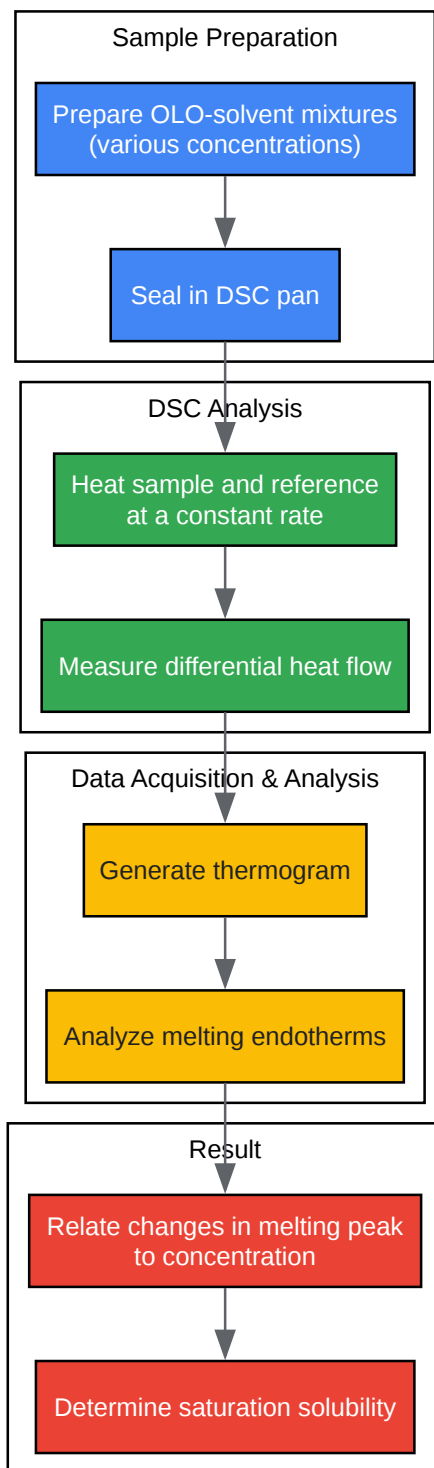 Sample Preparation
Prepare OLO-solvent mixtures
(various concentrations)
Seal in DSC pan
DSC Analysis
Heat sample and reference
at a constant rate
Measure differential heat flow
Data Acquisition & Analysis
Generate thermogram
Analyze melting endotherms
Result
Relate changes in melting peak
to concentration
Determine saturation solubility